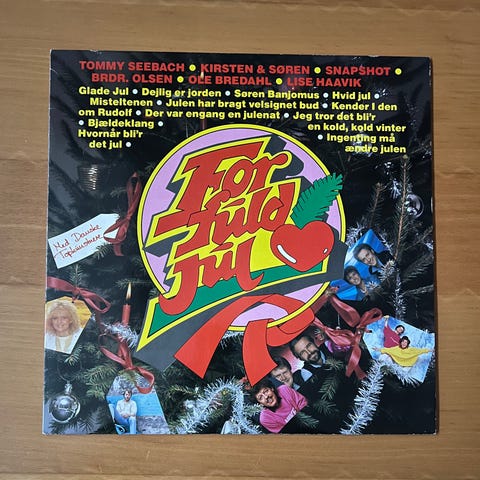 TOMMY SEEBACH • KIRSTEN & SØREN • SNAPSHOT •
BRDR. OLSEN • OLE BREDAHL • LISE HAAVIK
Glade Jul • Dejlig er jorden • Søren Banjomus • Hvid jul •
Misteltenen • Julen har bragt velsignet bud • Kender I den
om Rudolf • Der var engang en julenat • Jeg tror det bli'r
• Bjældeklang • en kold, kold vinter
Hvornår bli'r • Ingenting må
det jul • ændre julen
For
fuld
Jul
Med Danske
Topkunstnere